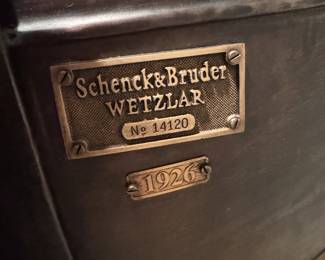 Schenck&Bruder
WETZLAR
No 14120
1926